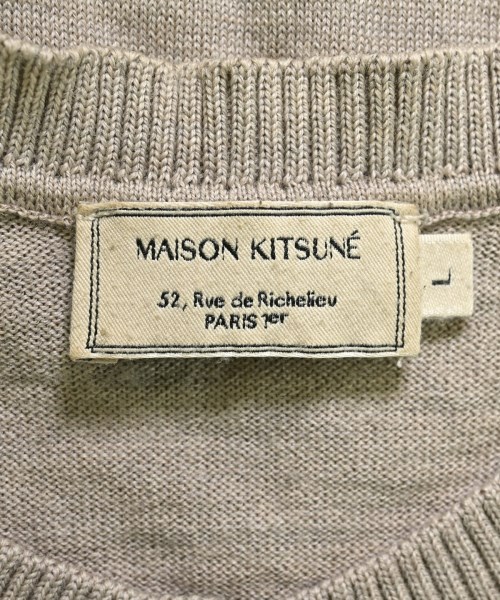 MAISON KITSUNÉ
52, Rue de Richelieu
PARIS 1er
L